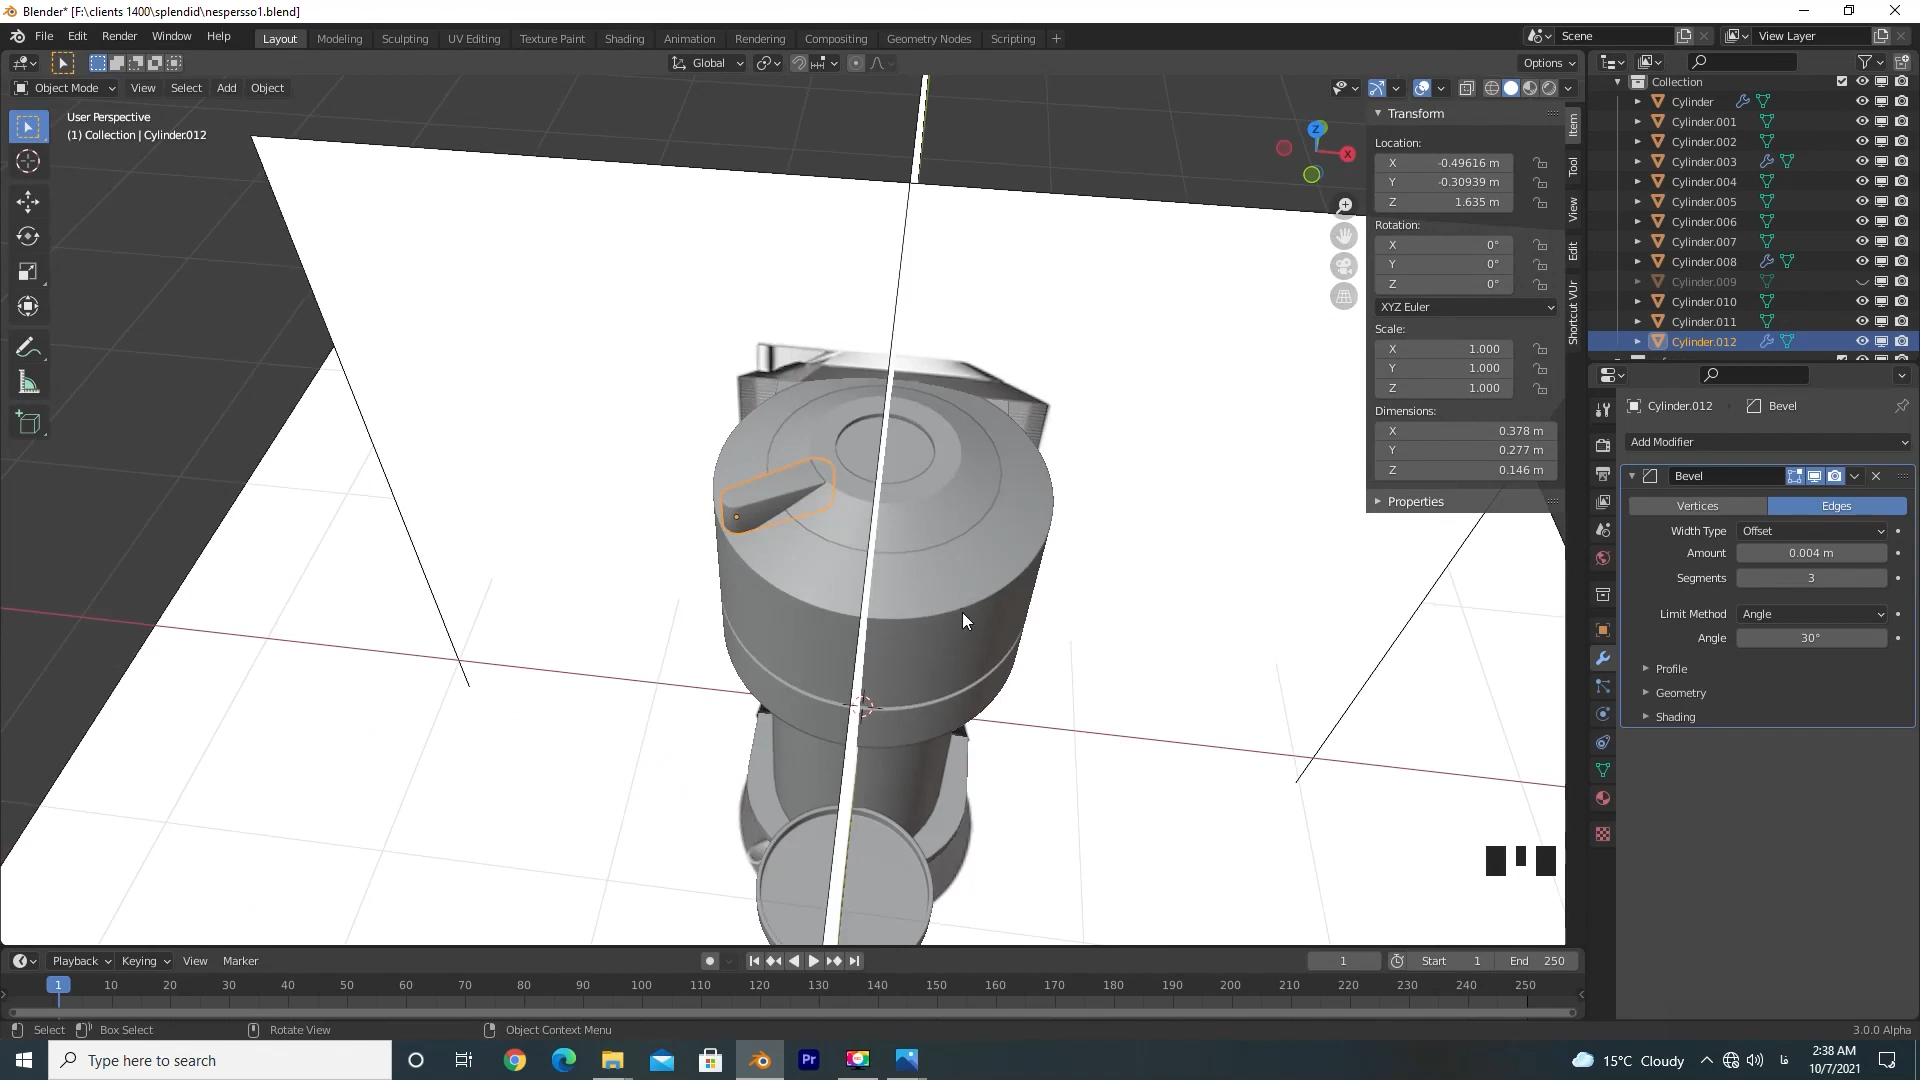 Blender* [F:\clients 1400\splendid\nespersso1.blend]
File Edit Render Window Help Layout Modeling Sculpting UV Editing Texture Paint Shading Animation Rendering Compositing Geometry Nodes Scripting + Scene View Layer
Global Options
Object Mode View Select Add Object
User Perspective
(1) Collection | Cylinder.012
Z
X
Transform
Location:
X -0.49616 m
Y -0.30939 m
Z 1.635 m
Rotation:
X 0°
Y 0°
Z 0°
XYZ Euler
Scale:
X 1.000
Y 1.000
Z 1.000
Dimensions:
X 0.378 m
Y 0.277 m
Z 0.146 m
Properties
Item
Tool
View
Edit
Shortcut VUr
Collection
Cylinder
Cylinder.001
Cylinder.002
Cylinder.003
Cylinder.004
Cylinder.005
Cylinder.006
Cylinder.007
Cylinder.008
Cylinder.009
Cylinder.010
Cylinder.011
Cylinder.012
Cylinder.012 Bevel
Add Modifier
Bevel
Vertices Edges
Width Type Offset
Amount 0.004 m
Segments 3
Limit Method Angle
Angle 30°
Profile
Geometry
Shading
Playback Keying View Marker 1 Start 1 End 250
1 10 20 30 40 50 60 70 80 90 100 110 120 130 140 150 160 170 180 190 200 210 220 230 240 250
Select Box Select Rotate View Object Context Menu 3.0.0 Alpha
Type here to search Pr 15°C Cloudy فا 2:38 AM
10/7/2021